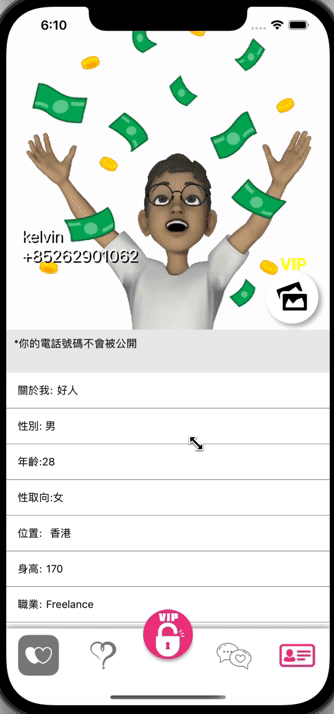 6:10
kelvin
+85262901062
VIP
*你的電話號碼不會被公開
關於我: 好人
性別: 男
年齡:28
性取向:女
位置: 香港
身高: 170
職業: Freelance
VIP